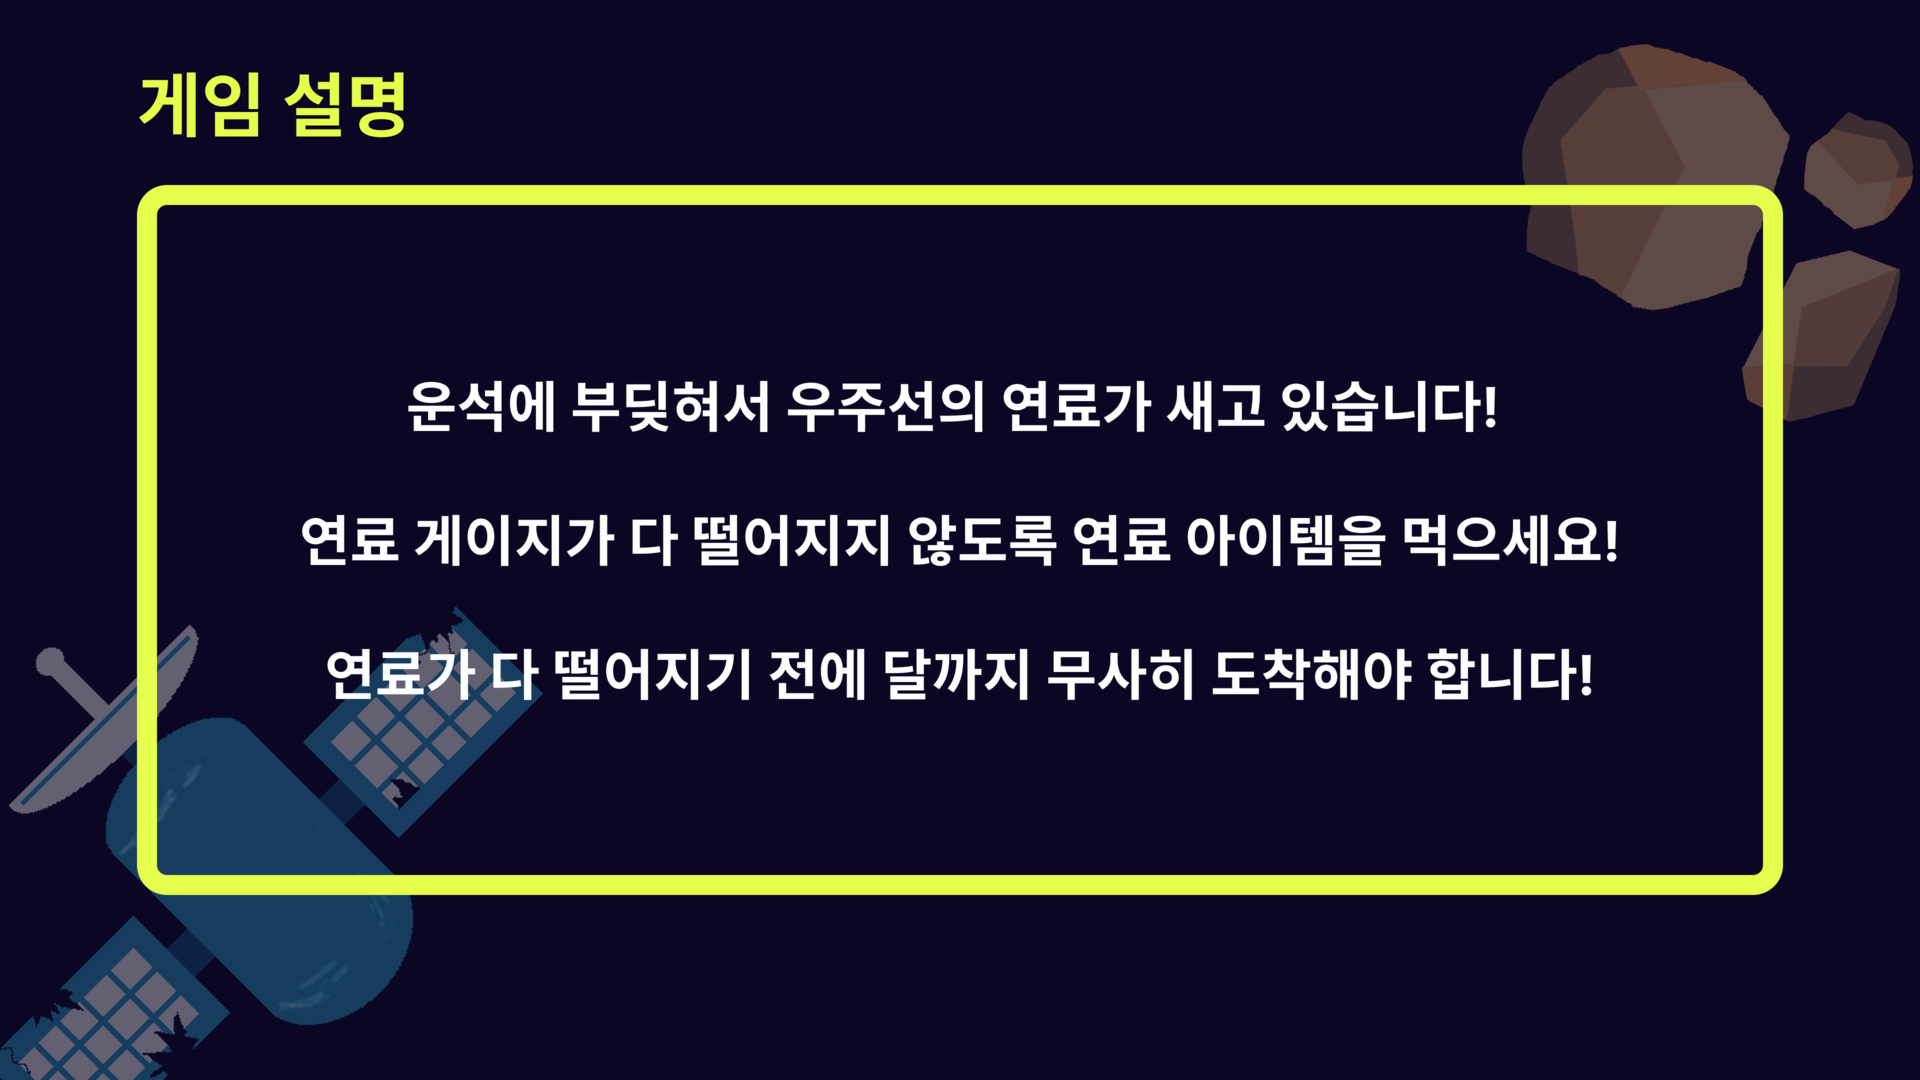 게임 설명
운석에 부딪혀서 우주선의 연료가 새고 있습니다!
연료 게이지가 다 떨어지지 않도록 연료 아이템을 먹으세요!
연료가 다 떨어지기 전에 달까지 무사히 도착해야 합니다!